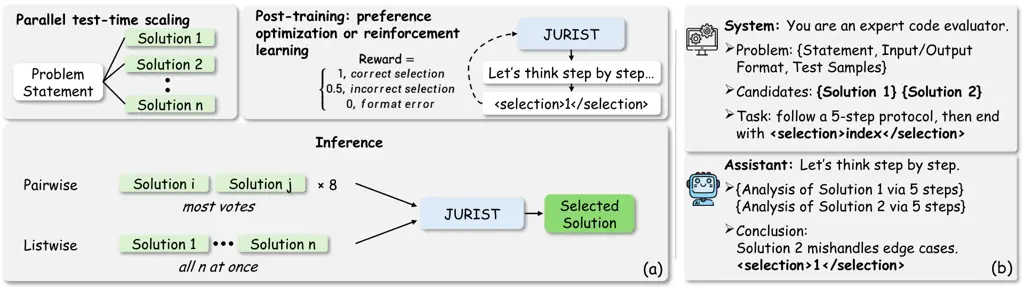 Parallel test-time scaling
Problem
Statement
Solution 1
Solution 2
Solution n
Post-training: preference
optimization or reinforcement
learning
Reward =
1, correct selection
0.5, incorrect selection
0, format error
JURIST
Let's think step by step...
<selection>1</selection>
Inference
Pairwise
Solution i
Solution j
× 8
most votes
Listwise
Solution 1
•••
Solution n
all n at once
JURIST
Selected
Solution
(a)
System: You are an expert code evaluator.
➤Problem: {Statement, Input/Output
Format, Test Samples}
➤Candidates: {Solution 1} {Solution 2}
➤Task: follow a 5-step protocol, then end
with <selection>index</selection>
Assistant: Let's think step by step.
➤{Analysis of Solution 1 via 5 steps}
{Analysis of Solution 2 via 5 steps}
➤Conclusion:
Solution 2 mishandles edge cases.
<selection>1</selection>
(b)